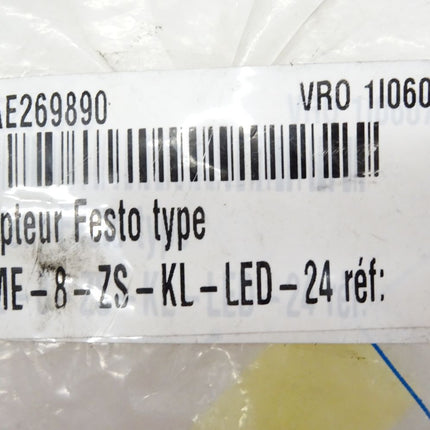 AE269890 VRO 1I060
pteur Festo type
ME-8-ZS-KL-LED-24 réf: